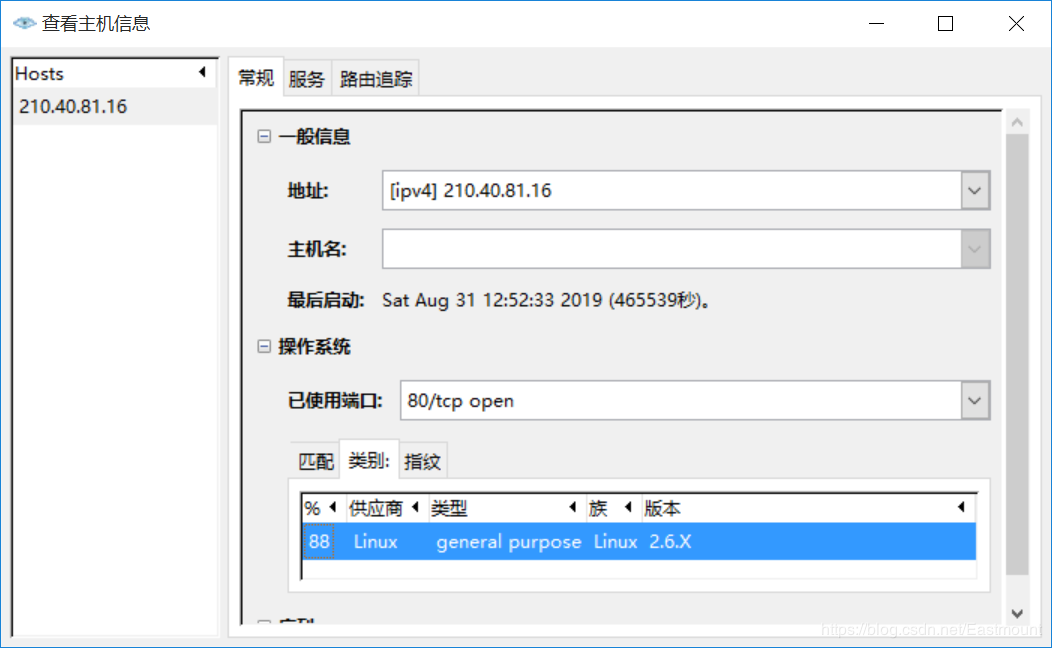 查看主机信息
Hosts
210.40.81.16
常规 服务 路由追踪
一般信息
地址: [ipv4] 210.40.81.16
主机名:
最后启动: Sat Aug 31 12:52:33 2019 (465539秒)。
操作系统
已使用端口: 80/tcp open
匹配 类别: 指纹
% 供应商 类型 族 版本
88 Linux general purpose Linux 2.6.X
https://blog.csdn.net/Eastmount